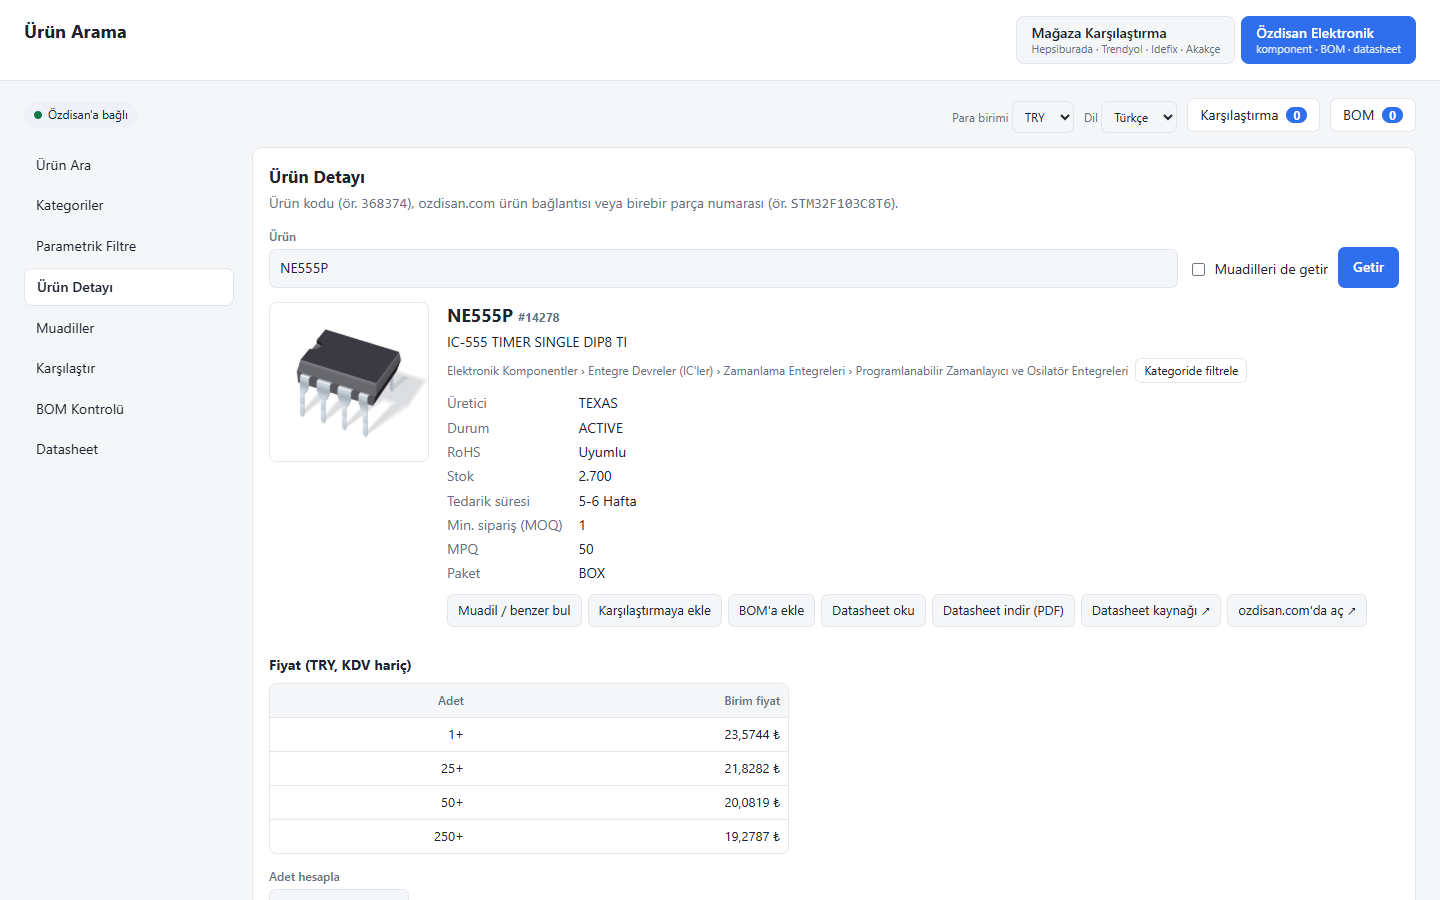 Ürün Arama
Mağaza Karşılaştırma
Hepsiburada · Trendyol · Idefix · Akakçe
Özdisan Elektronik
komponent · BOM · datasheet
Özdisan'a bağlı
Para birimi TRY Dil Türkçe Karşılaştırma 0 BOM 0
Ürün Ara
Kategoriler
Parametrik Filtre
Ürün Detayı
Muadiller
Karşılaştır
BOM Kontrolü
Datasheet
Ürün Detayı
Ürün kodu (ör. 368374), ozdisan.com ürün bağlantısı veya birebir parça numarası (ör. STM32F103C8T6).
Ürün
NE555P
Muadilleri de getir
Getir
NE555P #14278
IC-555 TIMER SINGLE DIP8 TI
Elektronik Komponentler › Entegre Devreler (IC'ler) › Zamanlama Entegreleri › Programlanabilir Zamanlayıcı ve Osilatör Entegreleri Kategoride filtrele
Üretici TEXAS
Durum ACTIVE
RoHS Uyumlu
Stok 2.700
Tedarik süresi 5-6 Hafta
Min. sipariş (MOQ) 1
MPQ 50
Paket BOX
Muadil / benzer bul Karşılaştırmaya ekle BOM'a ekle Datasheet oku Datasheet indir (PDF) Datasheet kaynağı ↗ ozdisan.com'da aç ↗
Fiyat (TRY, KDV hariç)
Adet Birim fiyat
1+ 23,5744 ₺
25+ 21,8282 ₺
50+ 20,0819 ₺
250+ 19,2787 ₺
Adet hesapla